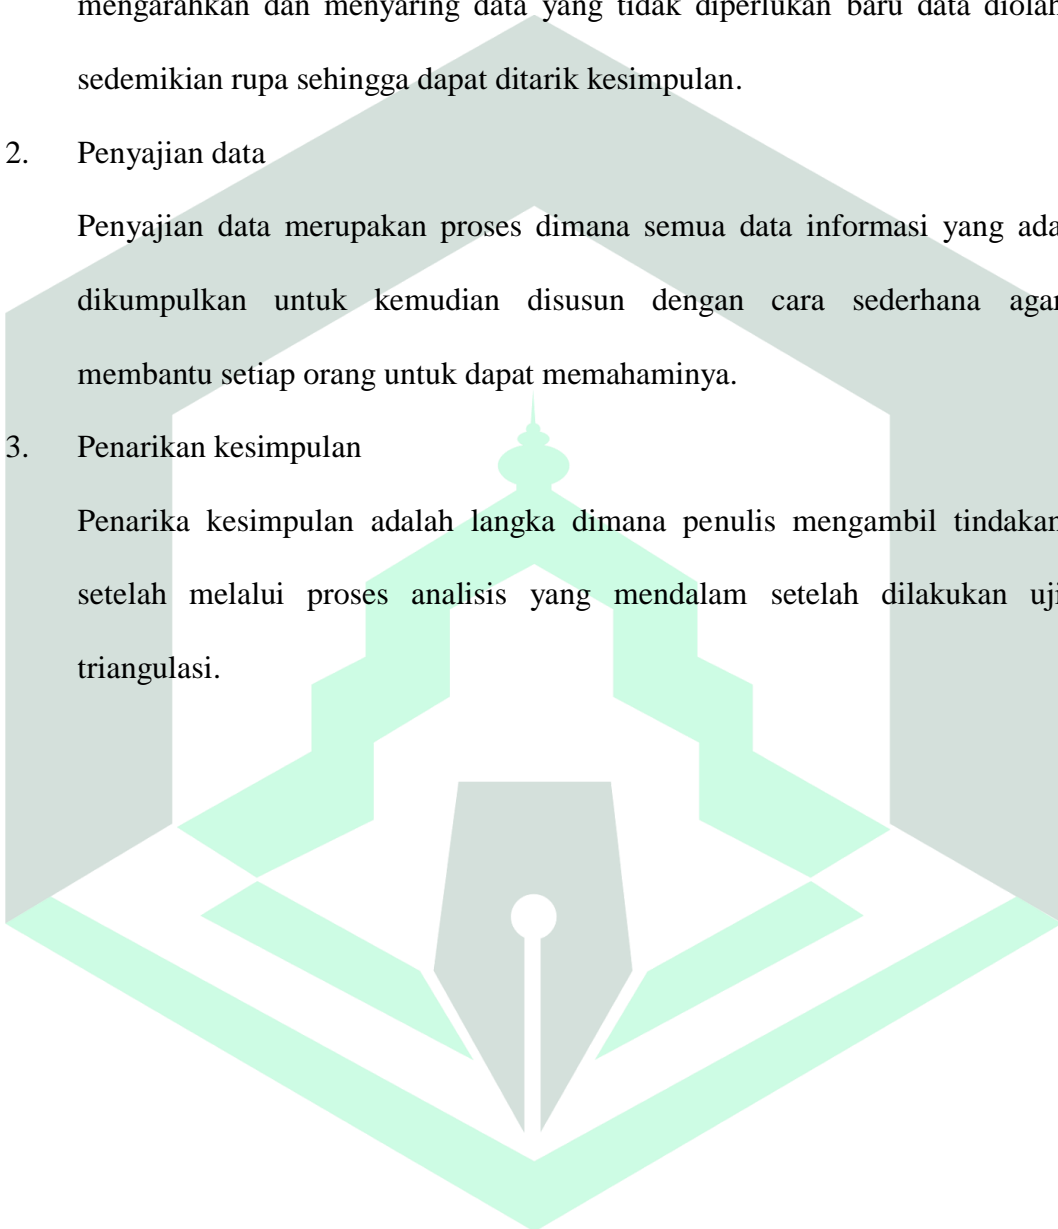 mengarahkan dan menyaring data yang tidak diperlukan baru data diolah
sedemikian rupa sehingga dapat ditarik kesimpulan.
2. Penyajian data
Penyajian data merupakan proses dimana semua data informasi yang ada
dikumpulkan untuk kemudian disusun dengan cara sederhana agar
membantu setiap orang untuk dapat memahaminya.
3. Penarikan kesimpulan
Penarika kesimpulan adalah langka dimana penulis mengambil tindakan
setelah melalui proses analisis yang mendalam setelah dilakukan uji
triangulasi.